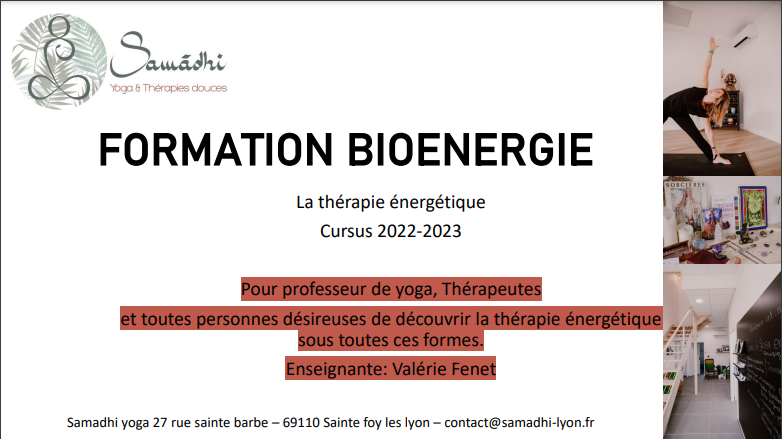 Samādhi
Yoga & Thérapies douces
FORMATION BIOENERGIE
La thérapie énergétique
Cursus 2022-2023
Pour professeur de yoga, Thérapeutes
et toutes personnes désireuses de découvrir la thérapie énergétique
sous toutes ces formes.
Enseignante: Valérie Fenet
Samadhi yoga 27 rue sainte barbe – 69110 Sainte foy les lyon – contact@samadhi-lyon.fr
SORCIÈRES